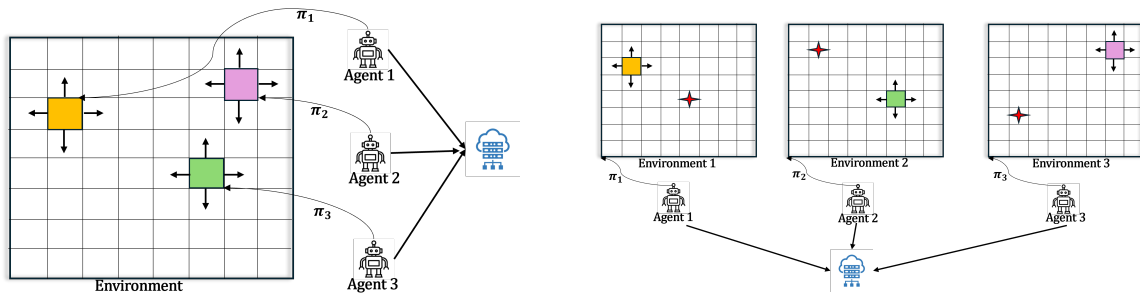 π1
Agent 1
π2
Agent 2
π3
Agent 3
Environment
Environment 1
Environment 2
Environment 3
π1
π2
π3
Agent 1
Agent 2
Agent 3